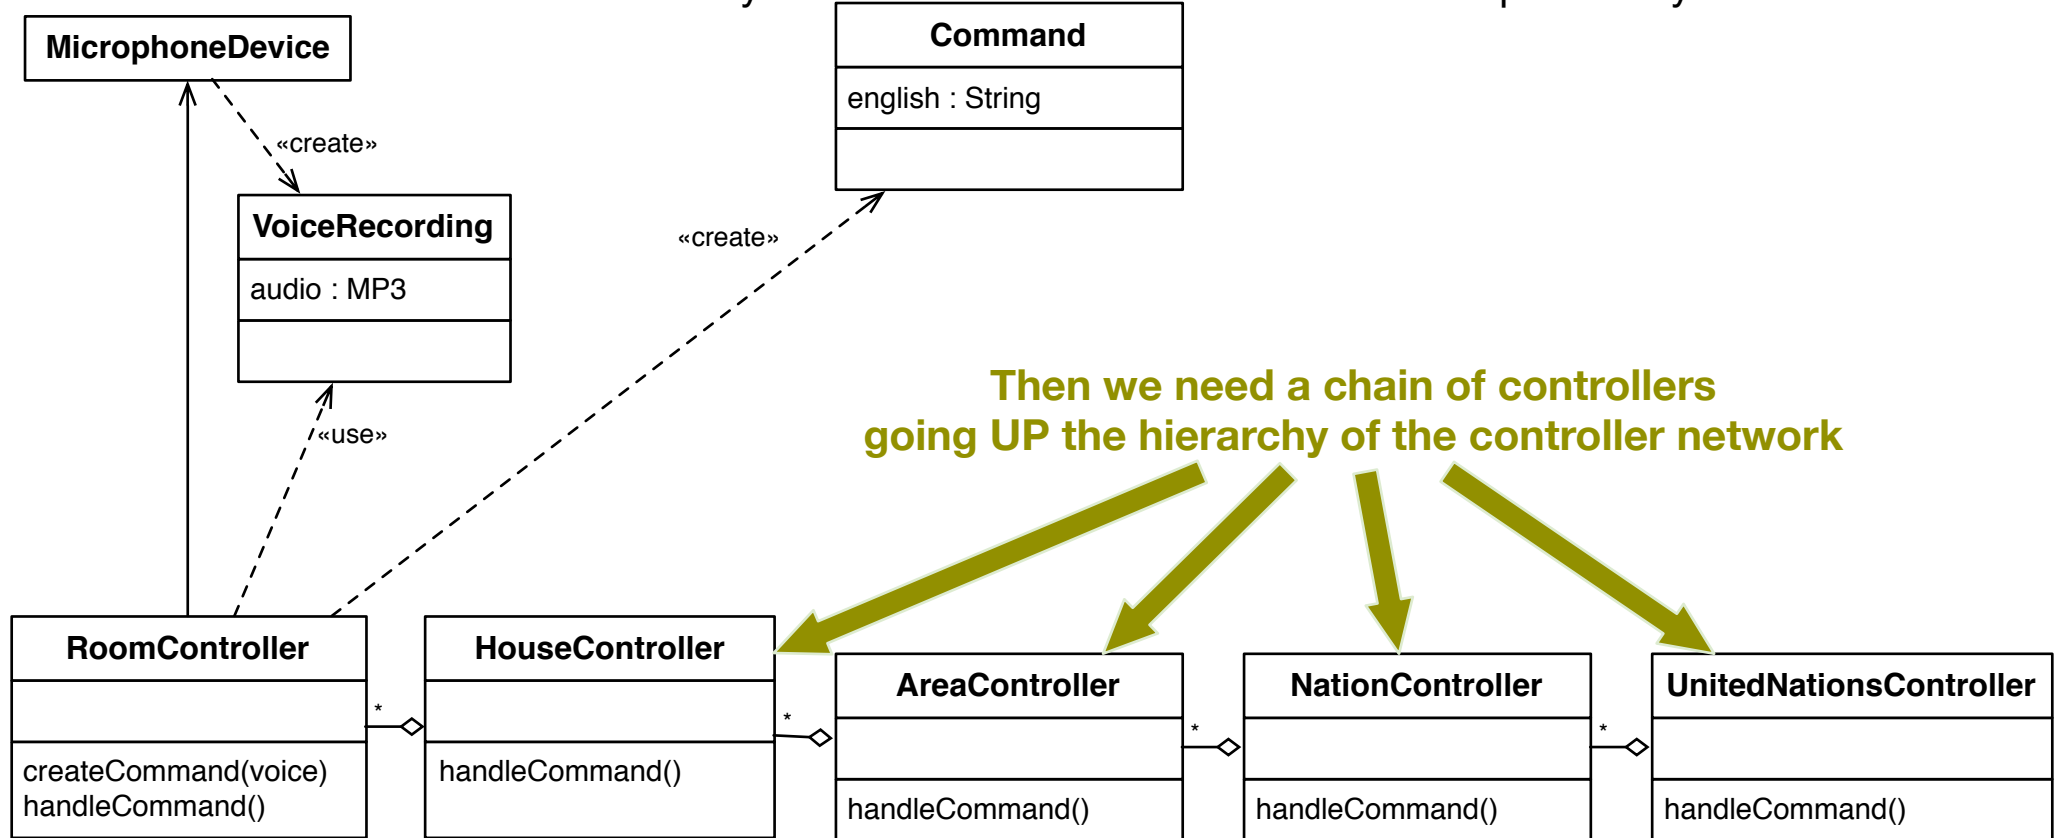 MicrophoneDevice
Command
english : String
«create»
VoiceRecording
audio : MP3
«create»
«use»
Then we need a chain of controllers
going UP the hierarchy of the controller network
RoomController
*
createCommand(voice)
handleCommand()
HouseController
*
handleCommand()
AreaController
*
handleCommand()
NationController
*
handleCommand()
UnitedNationsController
handleCommand()